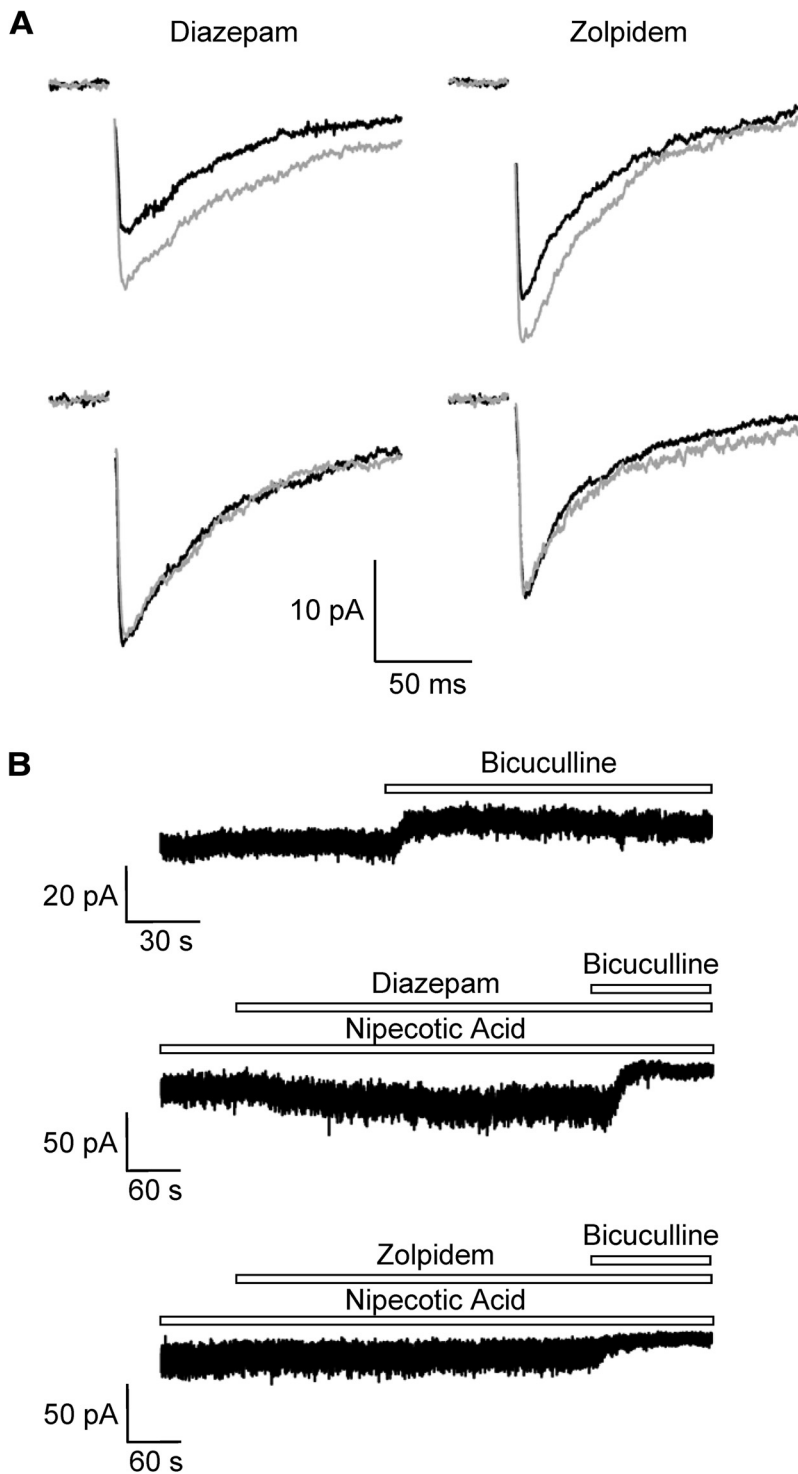 A
Diazepam
Zolpidem
10 pA
50 ms
B
Bicuculline
20 pA
30 s
Bicuculline
Diazepam
Nipecotic Acid
50 pA
60 s
Bicuculline
Zolpidem
Nipecotic Acid
50 pA
60 s